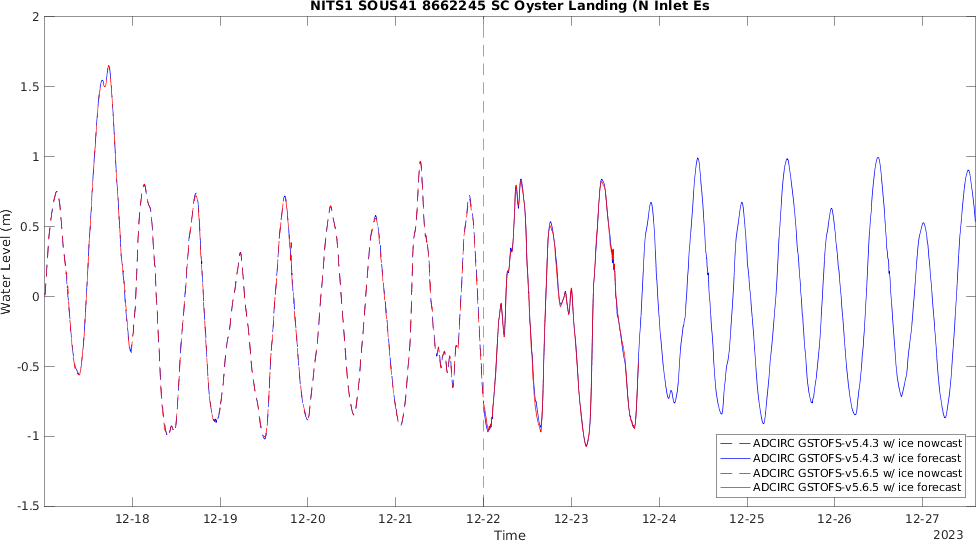 NITS1 SOUS41 8662245 SC Oyster Landing (N Inlet Es
2
1.5
1
0.5
0
-0.5
-1
-1.5
Water Level (m)
12-18
12-19
12-20
12-21
12-22
12-23
12-24
12-25
12-26
12-27
Time
2023
ADCIRC GSTOFS-v5.4.3 w/ ice nowcast
ADCIRC GSTOFS-v5.4.3 w/ ice forecast
ADCIRC GSTOFS-v5.6.5 w/ ice nowcast
ADCIRC GSTOFS-v5.6.5 w/ ice forecast